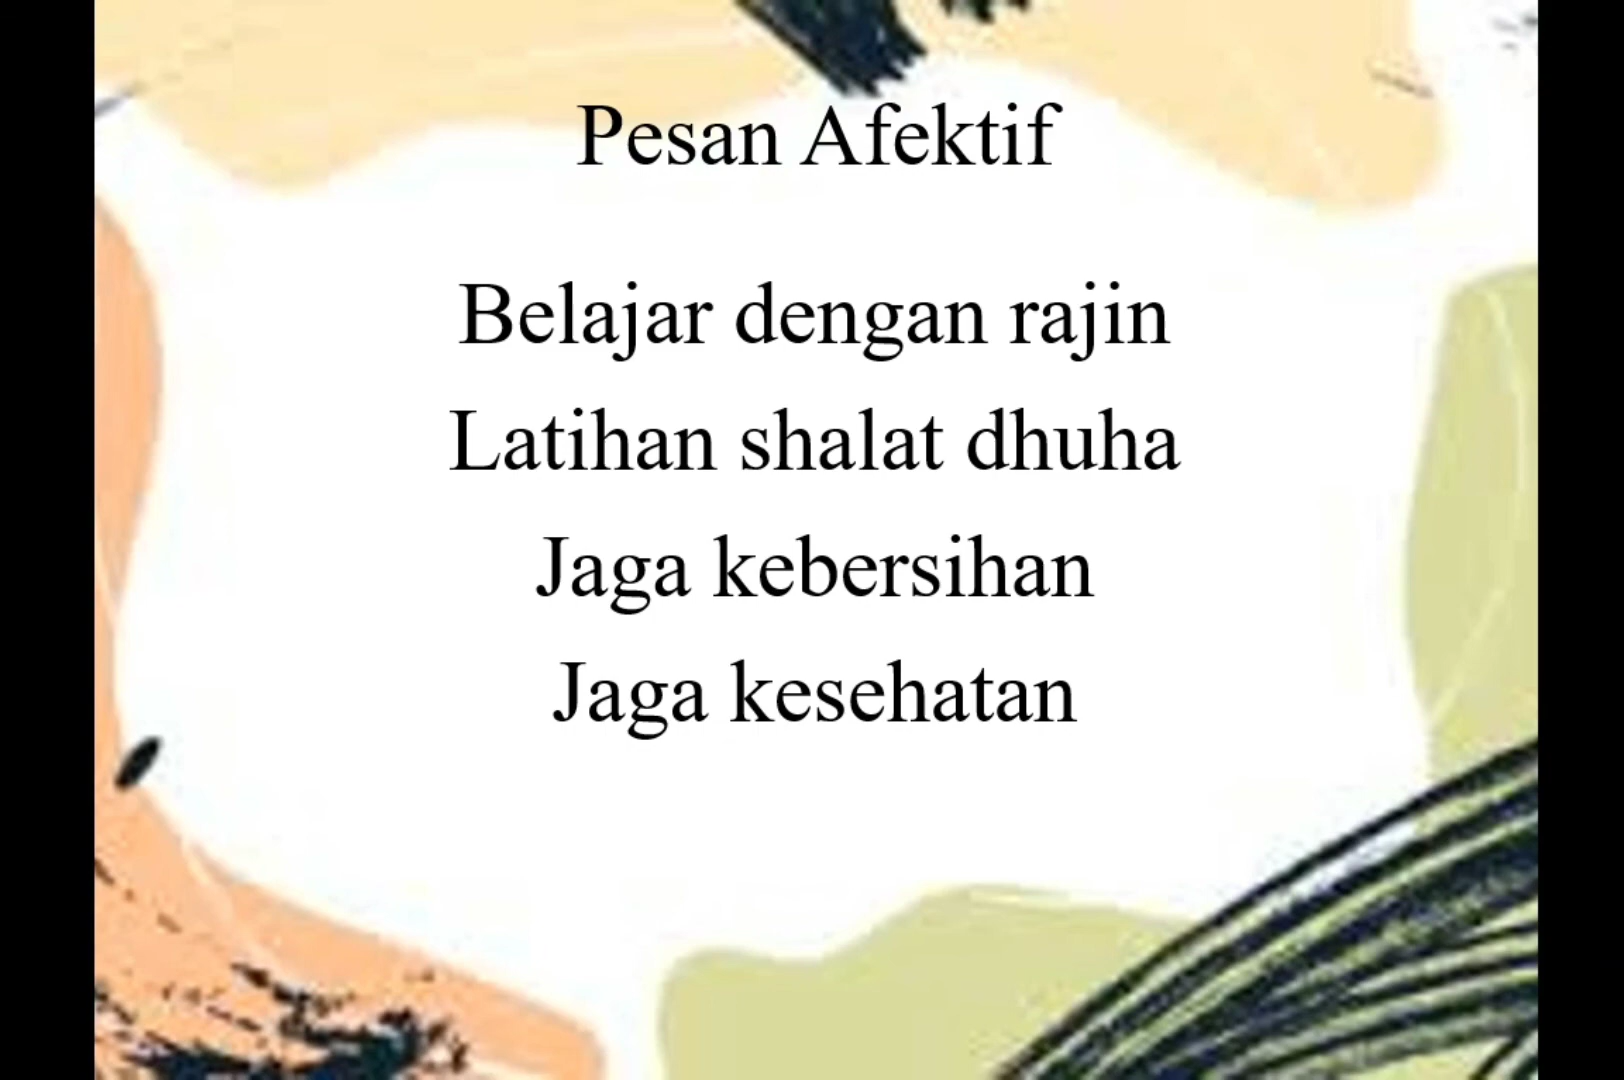 Pesan Afektif
Belajar dengan rajin
Latihan shalat dhuha
Jaga kebersihan
Jaga kesehatan